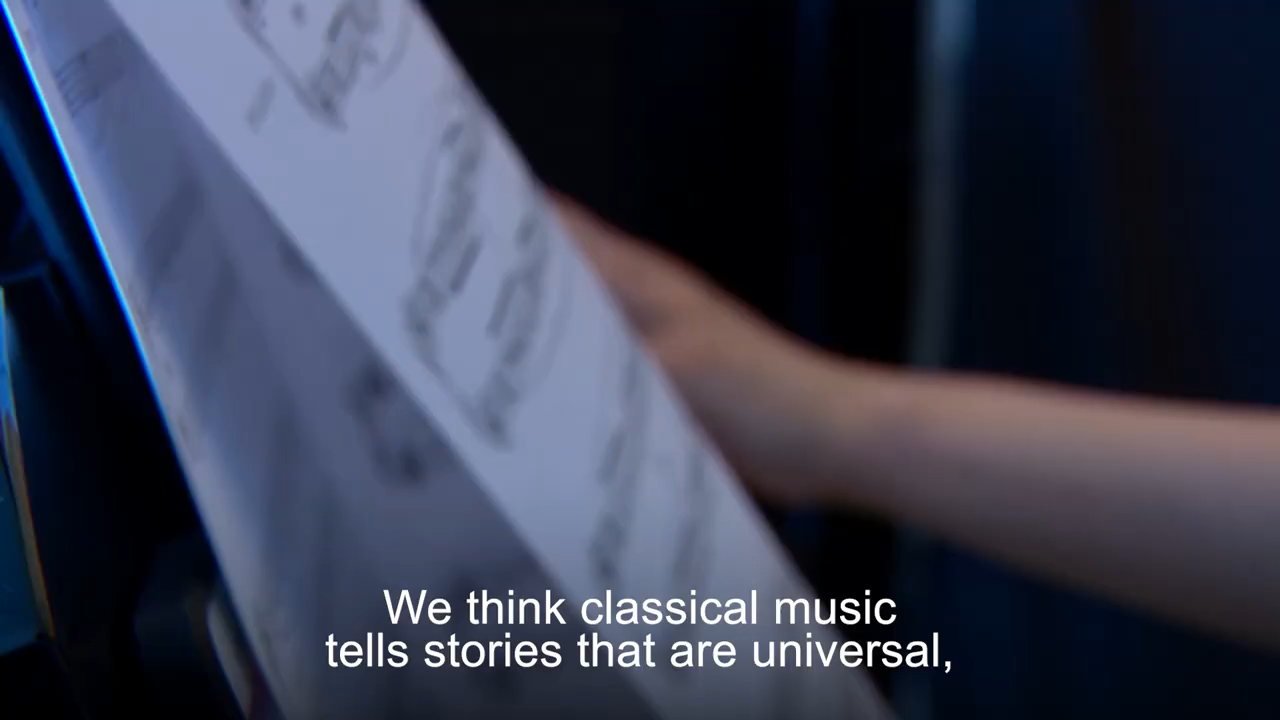 We think classical music
tells stories that are universal,